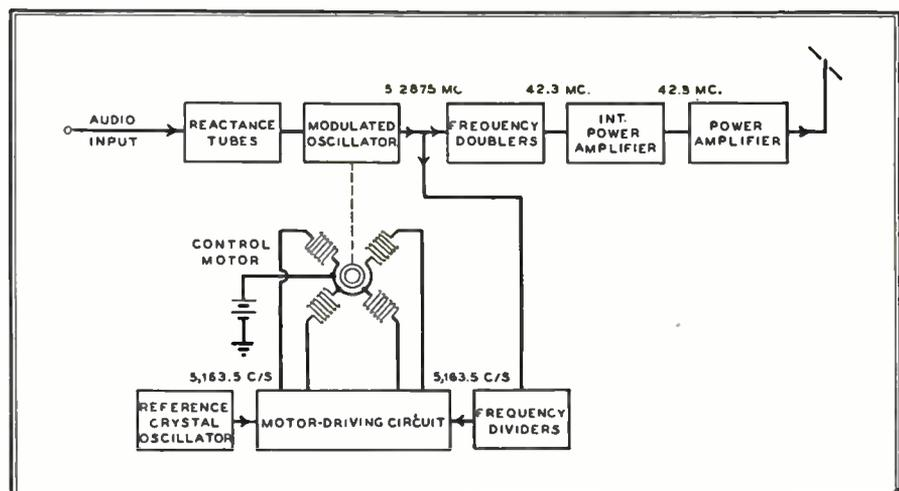 5 2875 MC
42.3 MC.
42.3 MC.
AUDIO
INPUT
REACTANCE
TUBES
MODULATED
OSCILLATOR
FREQUENCY
DOUBLERS
INT.
POWER
AMPLIFIER
POWER
AMPLIFIER
CONTROL
MOTOR
5,163.5 C/S
5,163.5 C/S
REFERENCE
CRYSTAL
OSCILLATOR
MOTOR-DRIVING CIRCUIT
FREQUENCY
DIVIDERS